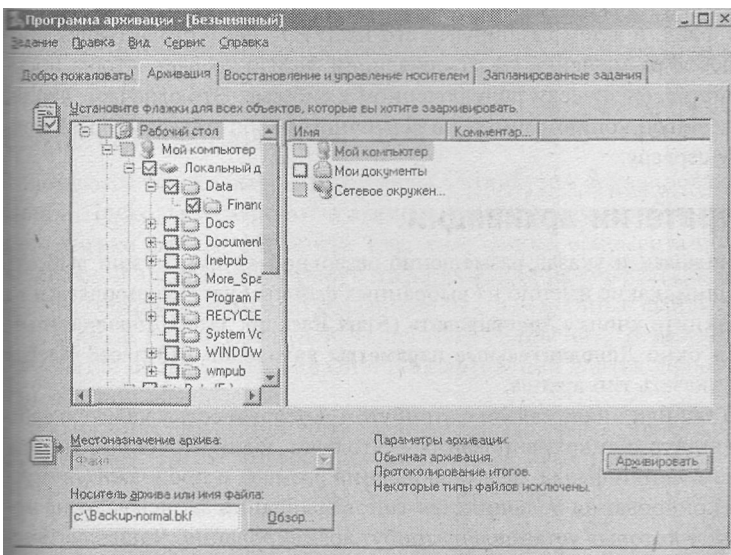 Программа архивации - [Безымянный]
Задание Правка Вид Сервис Справка
Добро пожаловать! Архивация Восстановление и управление носителем Запланированные задания
Установите флажки для всех объектов, которые вы хотите заархивировать.
Рабочий стол
Мой компьютер
Локальный д
Data
Financ
Docs
Document
Inetpub
More_Spa
Program F
RECYCLE
System Vo
WINDOW
wmpub
Имя Комментар...
Мой компьютер
Мои документы
Сетевое окружен...
Местоназначение архива:
Файл
Носитель архива или имя файла:
c:\Backup-normal.bkf Обзор...
Параметры архивации:
Обычная архивация.
Протоколирование итогов.
Некоторые типы файлов исключены.
Архивировать